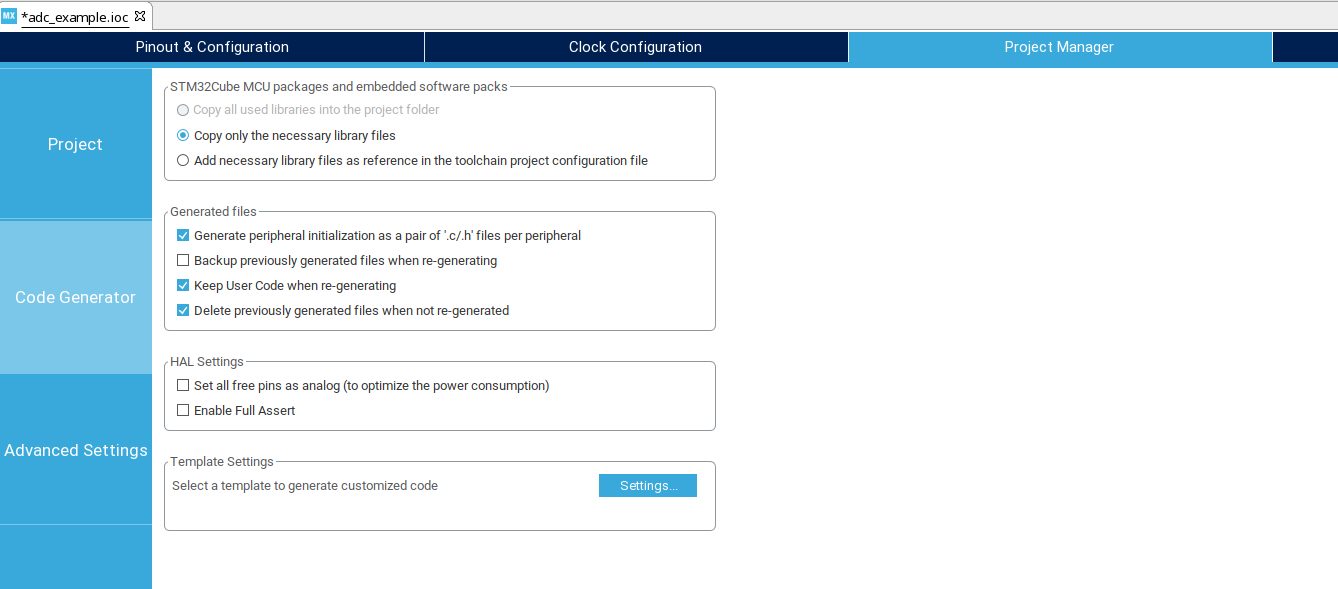 MX *adc_example.ioc
Pinout & Configuration
Clock Configuration
Project Manager
Project
Code Generator
Advanced Settings
STM32Cube MCU packages and embedded software packs
Copy all used libraries into the project folder
Copy only the necessary library files
Add necessary library files as reference in the toolchain project configuration file
Generated files
Generate peripheral initialization as a pair of '.c/.h' files per peripheral
Backup previously generated files when re-generating
Keep User Code when re-generating
Delete previously generated files when not re-generated
HAL Settings
Set all free pins as analog (to optimize the power consumption)
Enable Full Assert
Template Settings
Select a template to generate customized code
Settings...